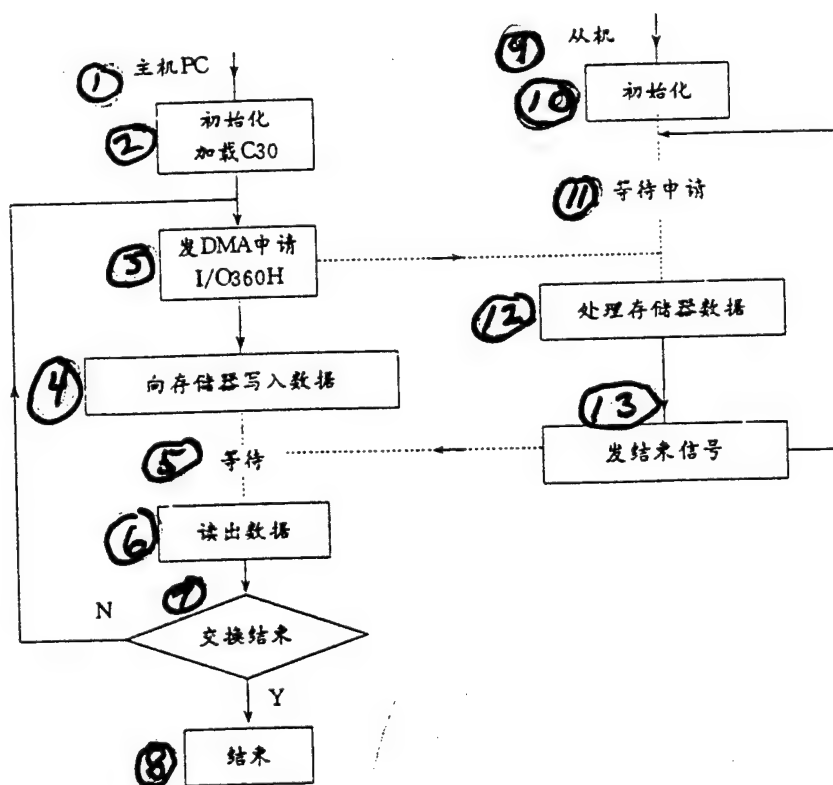 ① 主机PC
② 初始化
加载C30
③ 发DMA申请
I/O360H
④ 向存储器写入数据
⑤ 等待
⑥ 读出数据
⑦ 交换结束
N
Y
⑧ 结束
⑨ 从机
⑩ 初始化
⑪ 等待申请
⑫ 处理存储器数据
⑬ 发结束信号